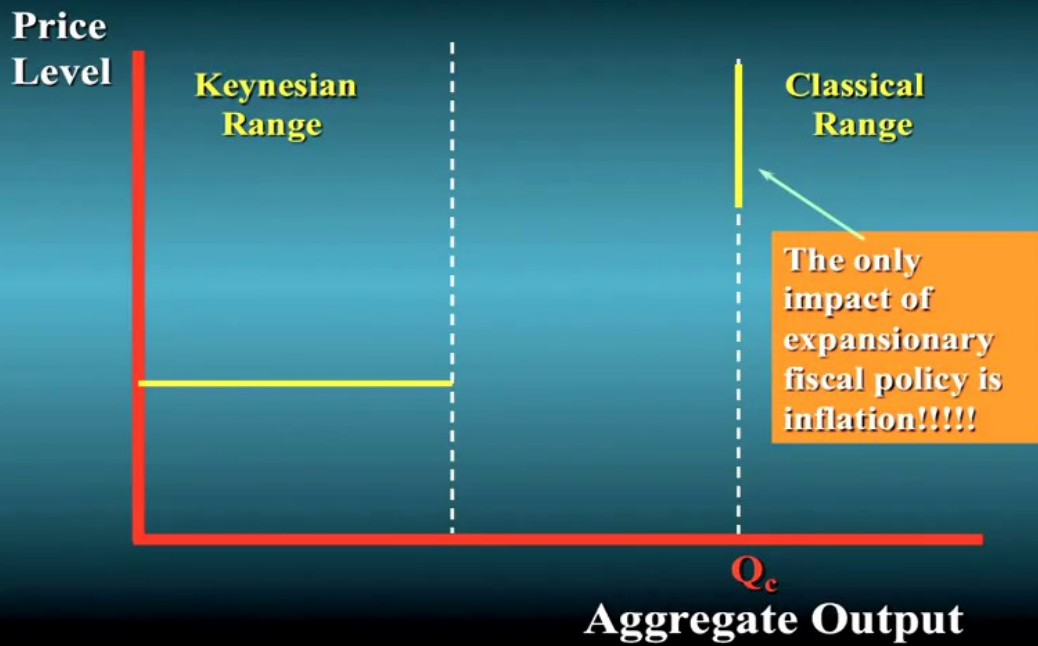 Price
Level
Keynesian
Range
Classical
Range
The only
impact of
expansionary
fiscal policy is
inflation!!!!!
Qc
Aggregate Output